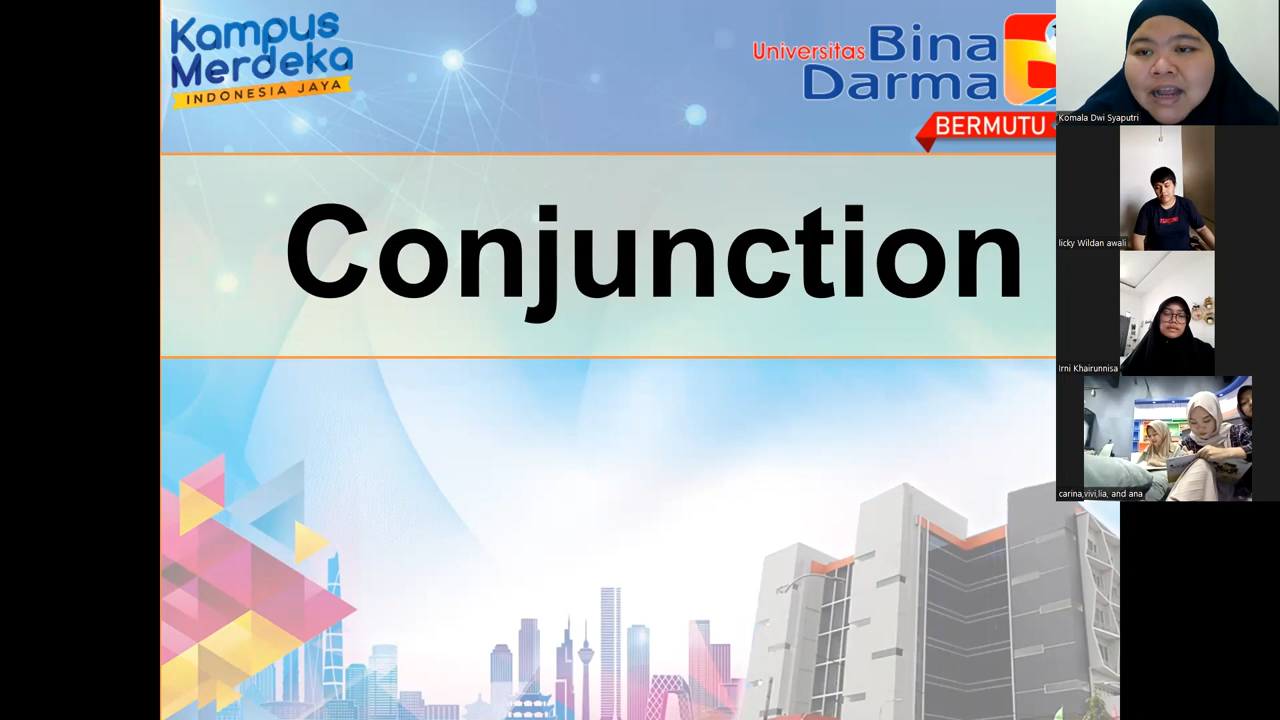 Kampus
Merdeka
INDONESIA JAYA
Universitas Bina
Darma
BERMUTU
Conjunction
Komala Dwi Syaputri
licky Wildan awali
Irni Khairunnisa
carina,vivi,lia, and ana